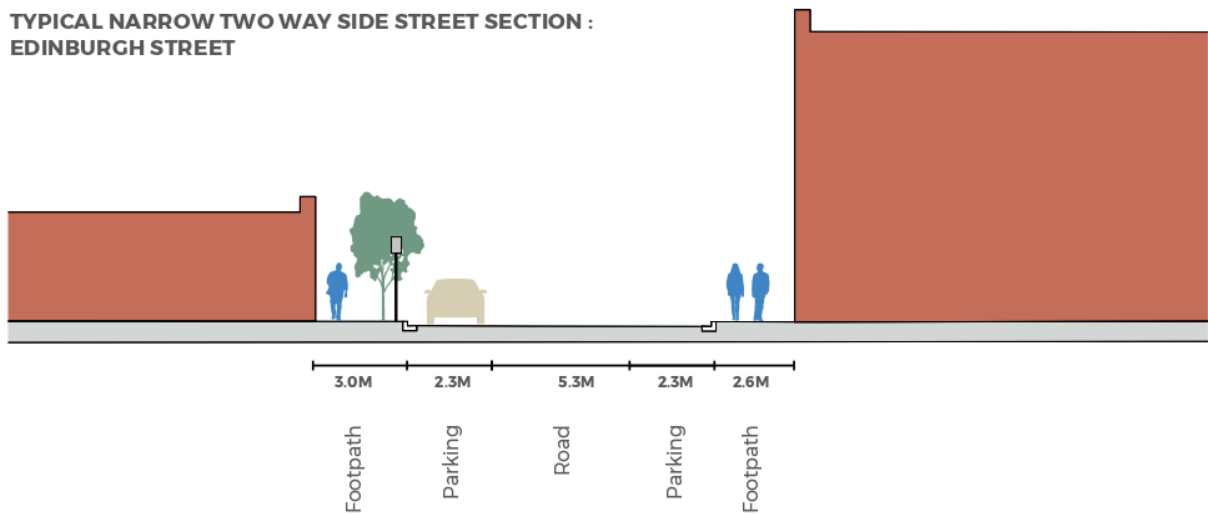 TYPICAL NARROW TWO WAY SIDE STREET SECTION :
EDINBURGH STREET
3.0M
2.3M
5.3M
2.3M
2.6M
Footpath
Parking
Road
Parking
Footpath